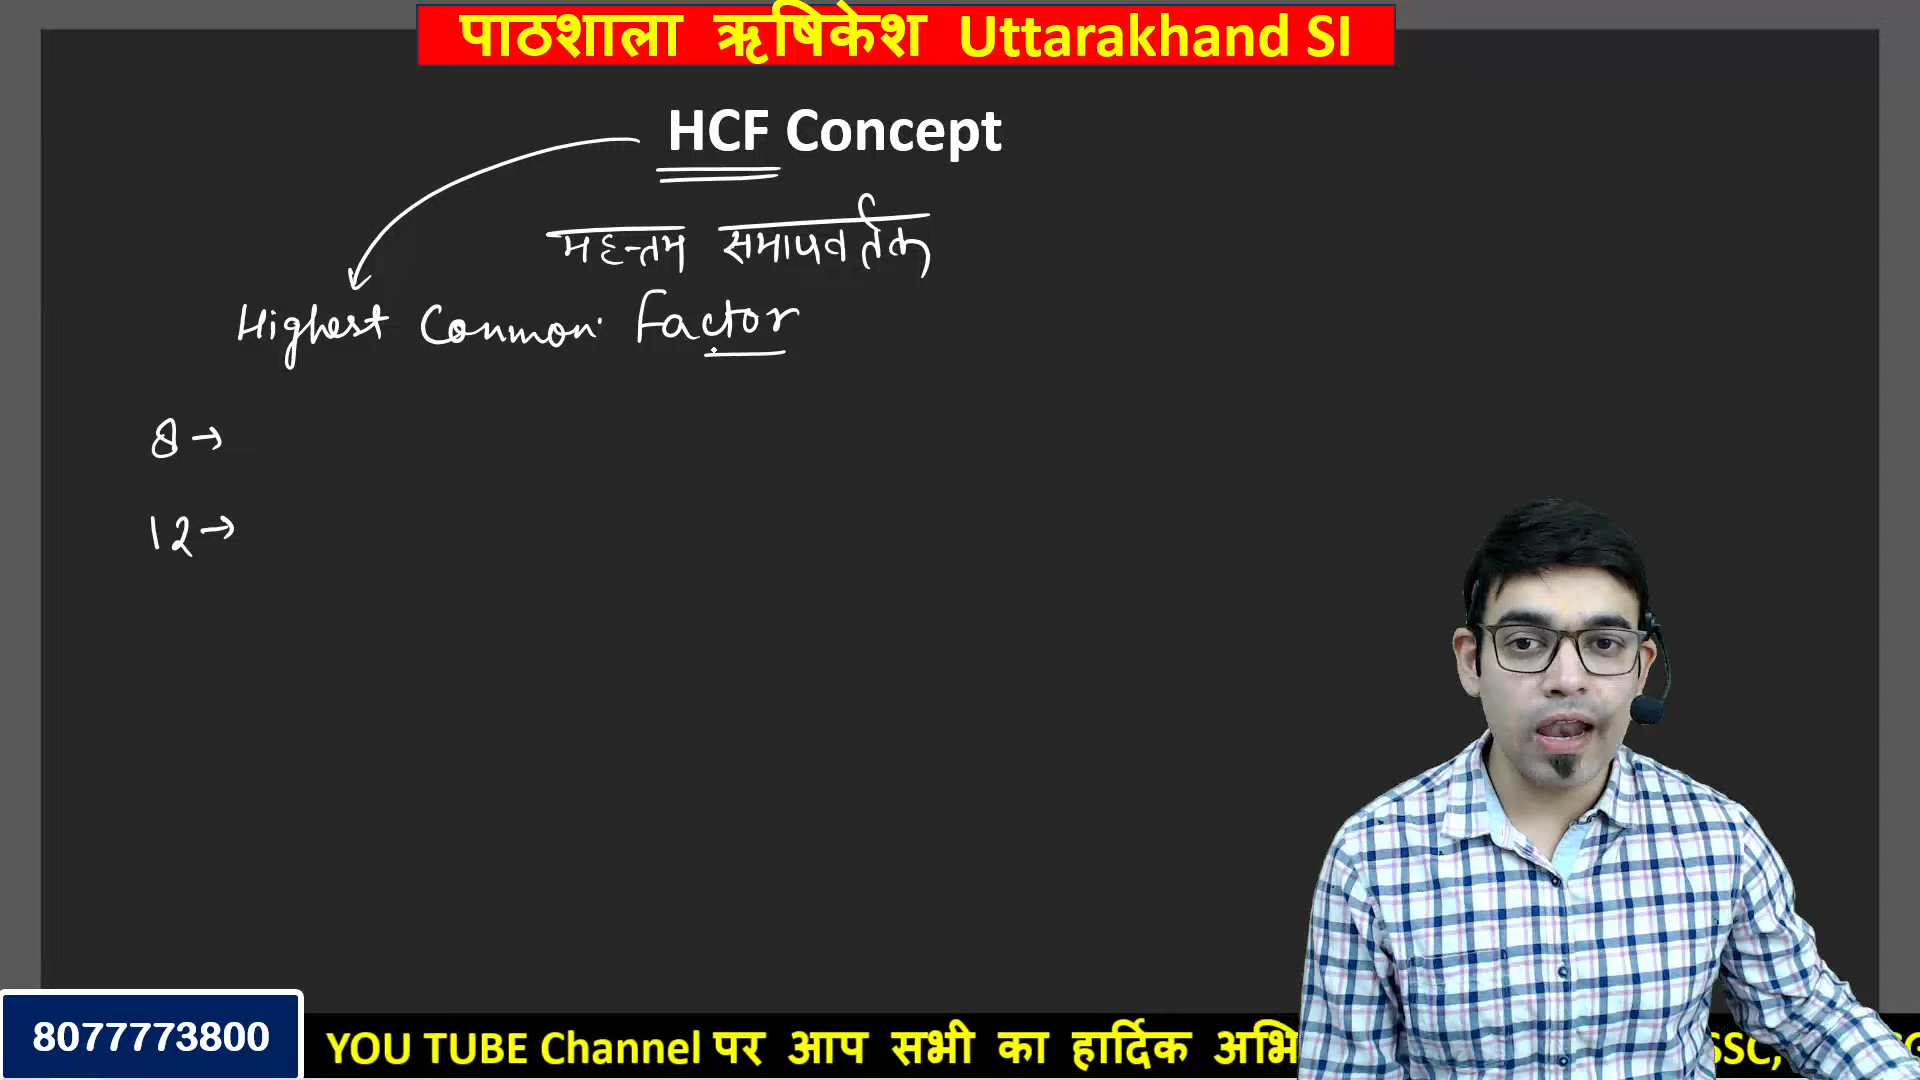 पाठशाला ऋषिकेश Uttarakhand SI
HCF Concept
महत्तम समापवर्तक
Highest Common Factor
8 →
12 →
8077773800
YOU TUBE Channel पर आप सभी का हार्दिक अभि SSC,